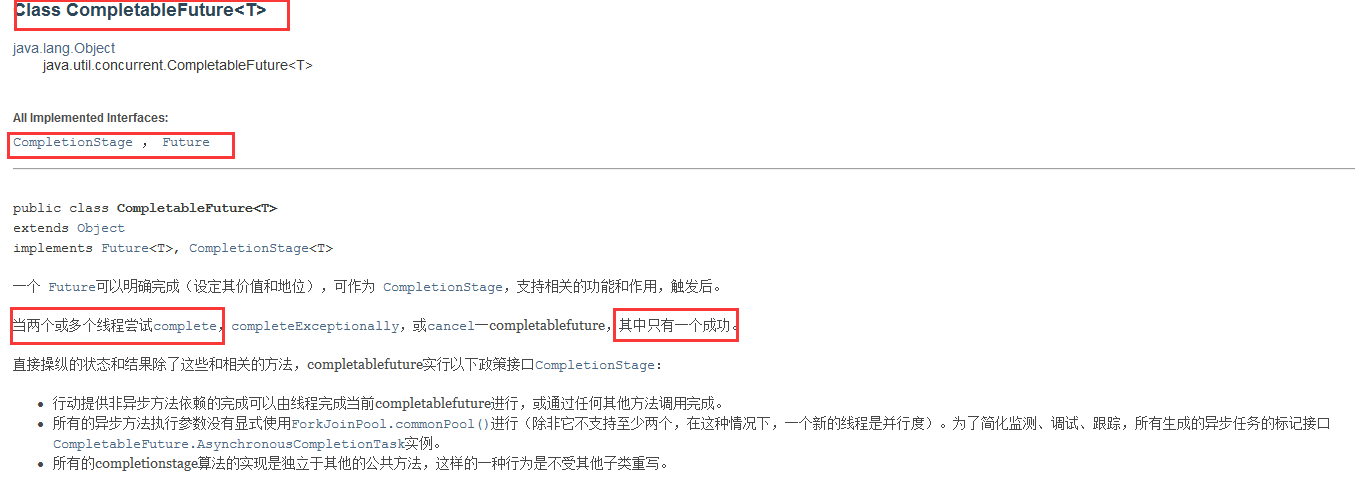 Class CompletableFuture<T>
java.lang.Object
java.util.concurrent.CompletableFuture<T>
All Implemented Interfaces:
CompletionStage ， Future
public class CompletableFuture<T>
extends Object
implements Future<T>, CompletionStage<T>
一个 Future可以明确完成（设定其价值和地位），可作为 CompletionStage，支持相关的功能和作用，触发后。
当两个或多个线程尝试complete，completeExceptionally，或cancel一completablefuture，其中只有一个成功。
直接操纵的状态和结果除了这些和相关的方法，completablefuture实行以下政策接口CompletionStage：
• 行动提供非异步方法依赖的完成可以由线程完成当前completablefuture进行，或通过任何其他方法调用完成。
• 所有的异步方法执行参数没有显式使用ForkJoinPool.commonPool()进行（除非它不支持至少两个，在这种情况下，一个新的线程是并行度）。为了简化监测、调试、跟踪，所有生成的异步任务的标记接口
CompletableFuture.AsynchronousCompletionTask实例。
• 所有的completionstage算法的实现是独立于其他的公共方法，这样的一种行为是不受其他子类重写。